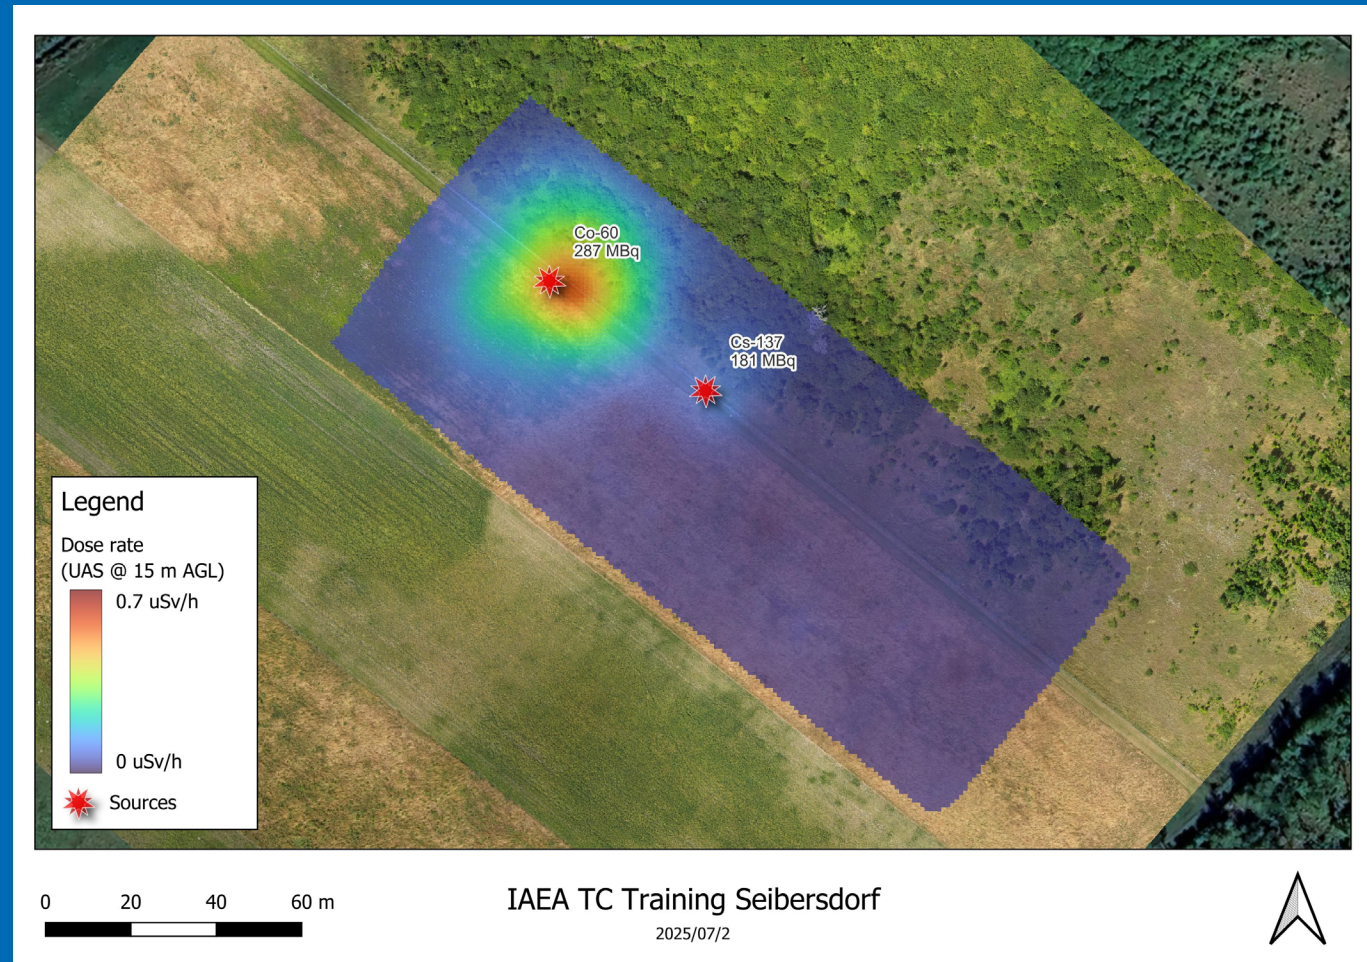 Co-60
287 MBq
Cs-137
181 MBq
Legend
Dose rate
(UAS @ 15 m AGL)
0.7 uSv/h
0 uSv/h
Sources
0 20 40 60 m
IAEA TC Training Seibersdorf
2025/07/2